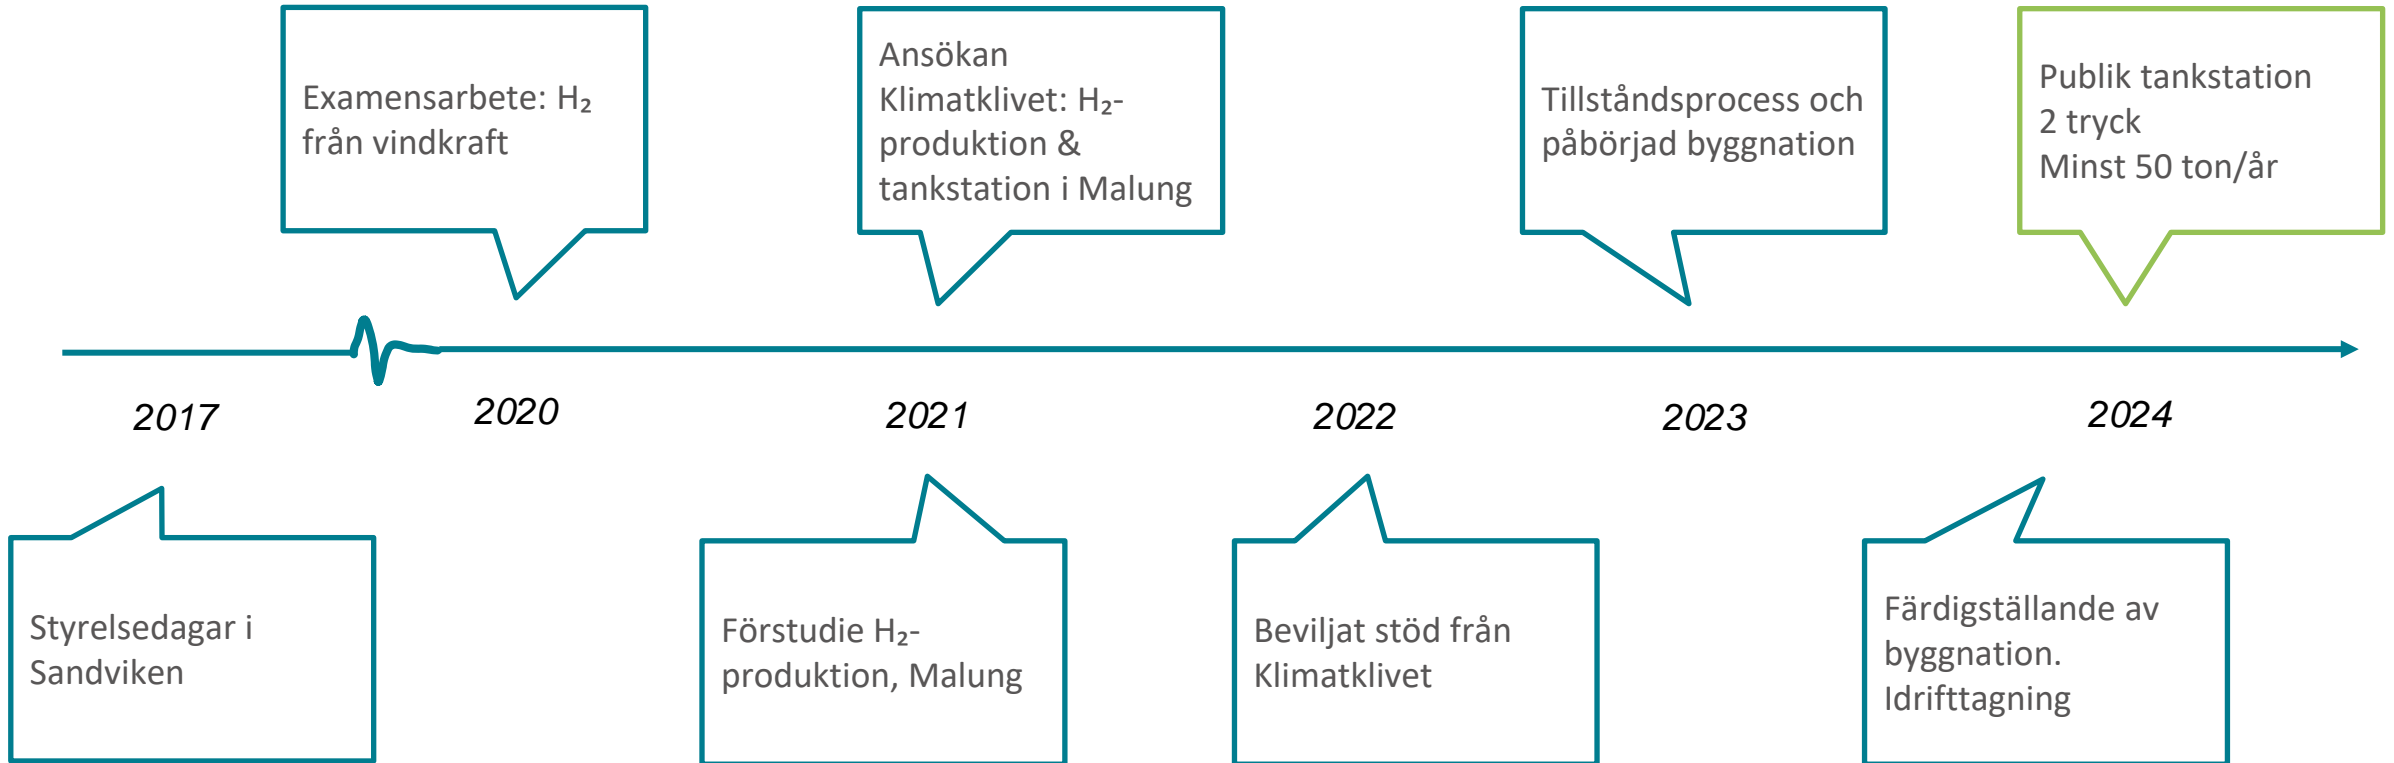 Examensarbete: H₂
från vindkraft
Ansökan
Klimatklivet: H₂-
produktion &
tankstation i Malung
Tillståndsprocess och
påbörjad byggnation
Publik tankstation
2 tryck
Minst 50 ton/år
2017
2020
2021
2022
2023
2024
Styrelsedagar i
Sandviken
Förstudie H₂-
produktion, Malung
Beviljat stöd från
Klimatklivet
Färdigställande av
byggnation.
Idrifttagning